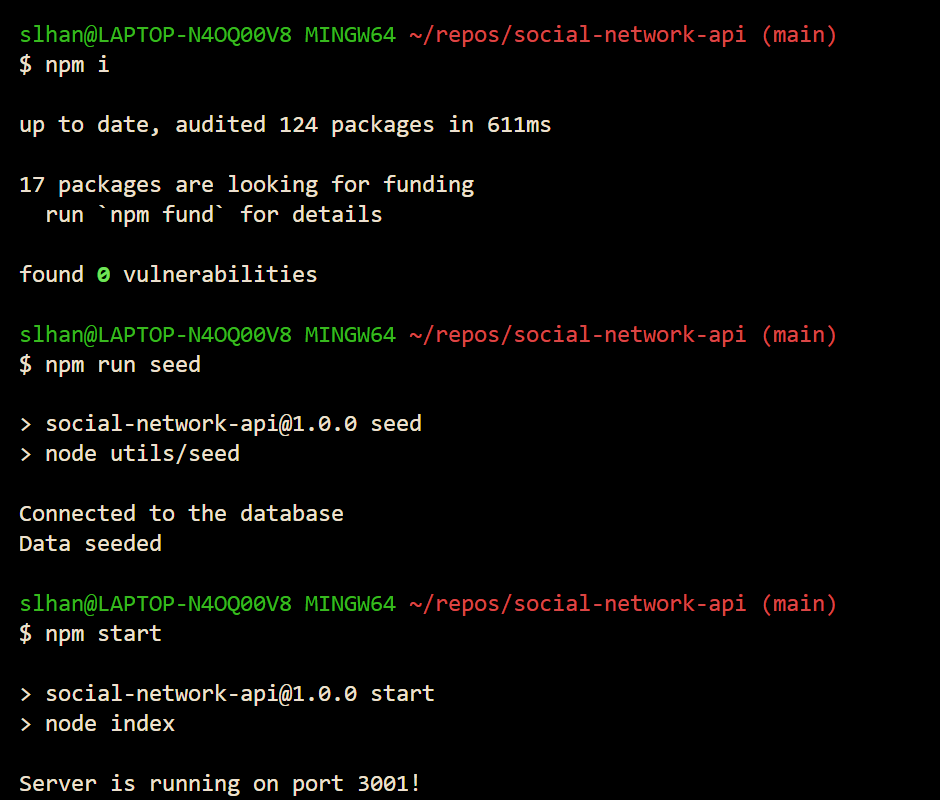 slhan@LAPTOP-N4OQ00V8 MINGW64 ~/repos/social-network-api (main)
$ npm i
up to date, audited 124 packages in 611ms
17 packages are looking for funding
  run `npm fund` for details
found 0 vulnerabilities
slhan@LAPTOP-N4OQ00V8 MINGW64 ~/repos/social-network-api (main)
$ npm run seed
> social-network-api@1.0.0 seed
> node utils/seed
Connected to the database
Data seeded
slhan@LAPTOP-N4OQ00V8 MINGW64 ~/repos/social-network-api (main)
$ npm start
> social-network-api@1.0.0 start
> node index
Server is running on port 3001!